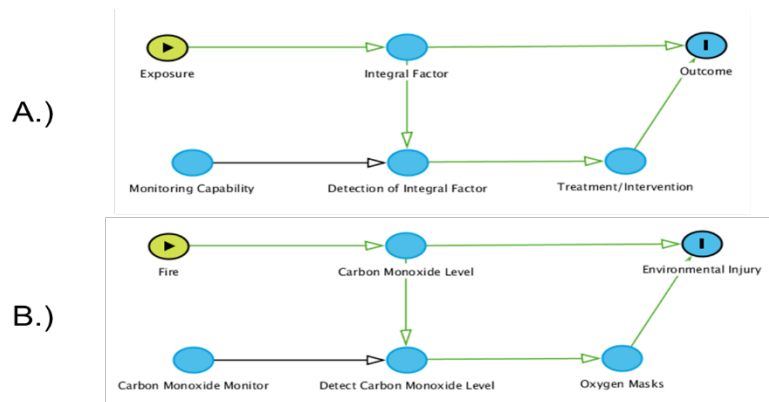 A.)
Exposure
Integral Factor
Outcome
Monitoring Capability
Detection of Integral Factor
Treatment/Intervention
B.)
Fire
Carbon Monoxide Level
Environmental Injury
Carbon Monoxide Monitor
Detect Carbon Monoxide Level
Oxygen Masks